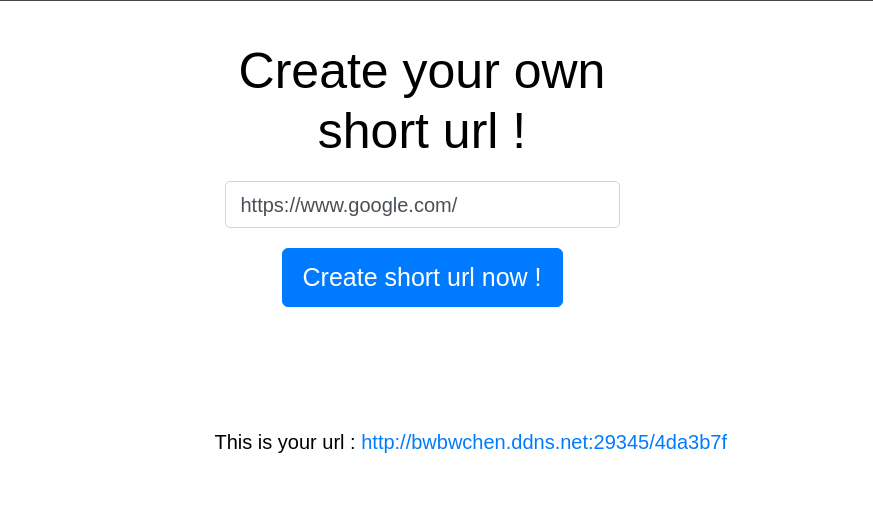 Create your own
short url !
https://www.google.com/
Create short url now !
This is your url : http://bwbwchen.ddns.net:29345/4da3b7f